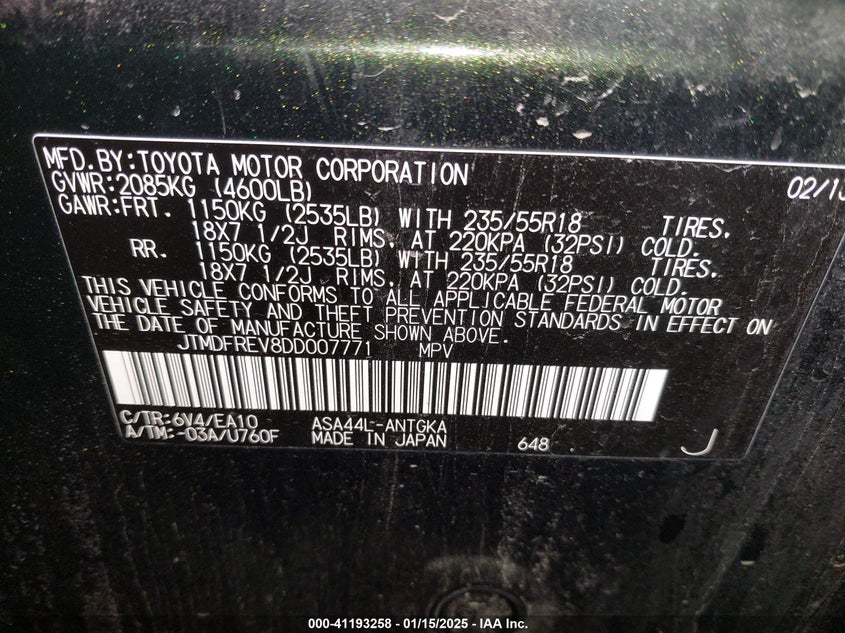 MFD.BY:TOYOTA MOTOR CORPORATION 02/13
GVWR:2085KG (4600LB)
GAWR:FRT. 1150KG (2535LB) WITH 235/55R18 TIRES.
18X7 1/2J RIMS, AT 220KPA (32PSI) COLD.
RR. 1150KG (2535LB) WITH 235/55R18 TIRES.
18X7 1/2J RIMS, AT 220KPA (32PSI) COLD.
THIS VEHICLE CONFORMS TO ALL APPLICABLE FEDERAL MOTOR
VEHICLE SAFETY AND THEFT PREVENTION STANDARDS IN EFFECT ON
THE DATE OF MANUFACTURE SHOWN ABOVE.
JTMDFREV8DD007771 MPV
C/TR:6V4/EA10 ASA44L-ANTGKA
A/TM:-03A/U760F MADE IN JAPAN 648 J
000-41193258 - 01/15/2025 - IAA Inc.